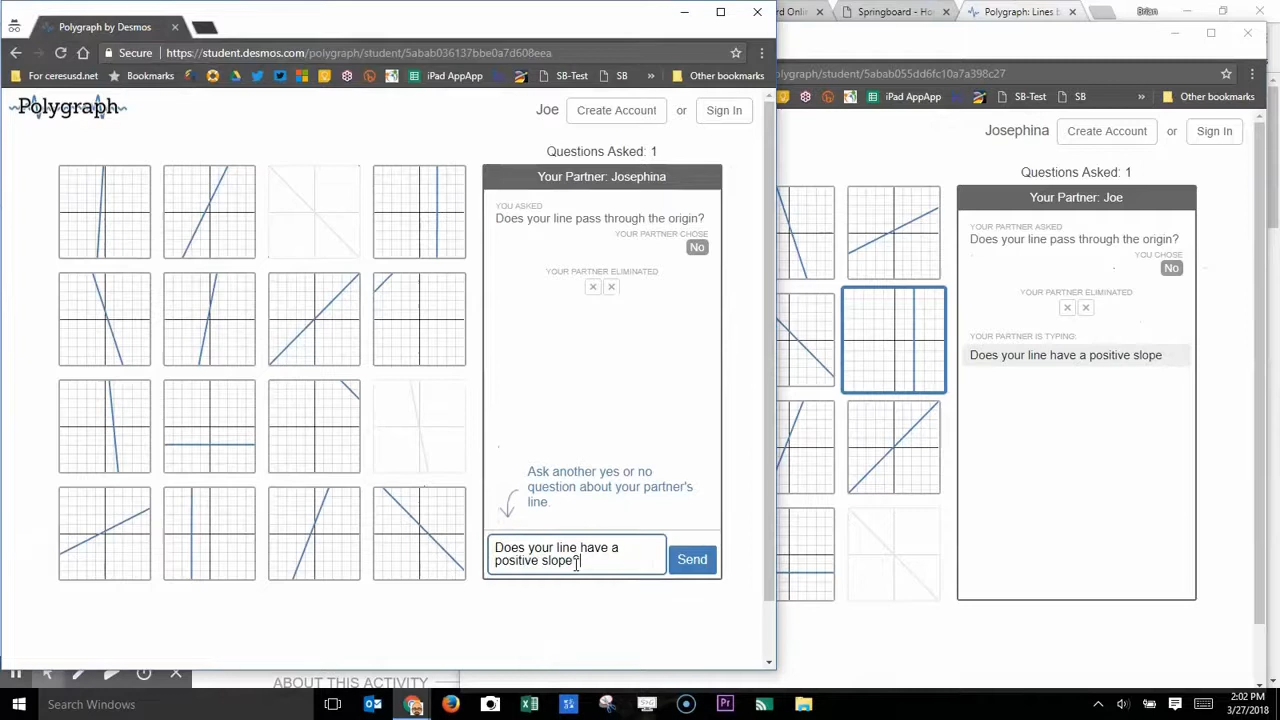 Polygraph by Desmos
Secure
https://student.desmos.com/polygraph/student/5abab036137bbe0a7d608eea
For ceresusd.net
Bookmarks
iPad AppApp
SB-Test
SB
»
Other bookmarks
Polygraph
Joe
Create Account
or
Sign In
Questions Asked: 1
Your Partner: Josephina
YOU ASKED
Does your line pass through the origin?
YOUR PARTNER CHOSE
No
YOUR PARTNER ELIMINATED
Ask another yes or no
question about your partner's
line.
Does your line have a
positive slope?
Send
rd Online
Springboard - Ho
Polygraph: Lines b
Brian
olygraph/student/5abab055dd6fc10a7a398c27
iPad AppApp
SB-Test
SB
»
Other bookmarks
Josephina
Create Account
or
Sign In
Questions Asked: 1
Your Partner: Joe
YOUR PARTNER ASKED
Does your line pass through the origin?
YOU CHOSE
No
YOUR PARTNER ELIMINATED
YOUR PARTNER IS TYPING:
Does your line have a positive slope
ABOUT THIS ACTIVITY
Search Windows
2:02 PM
3/27/2018